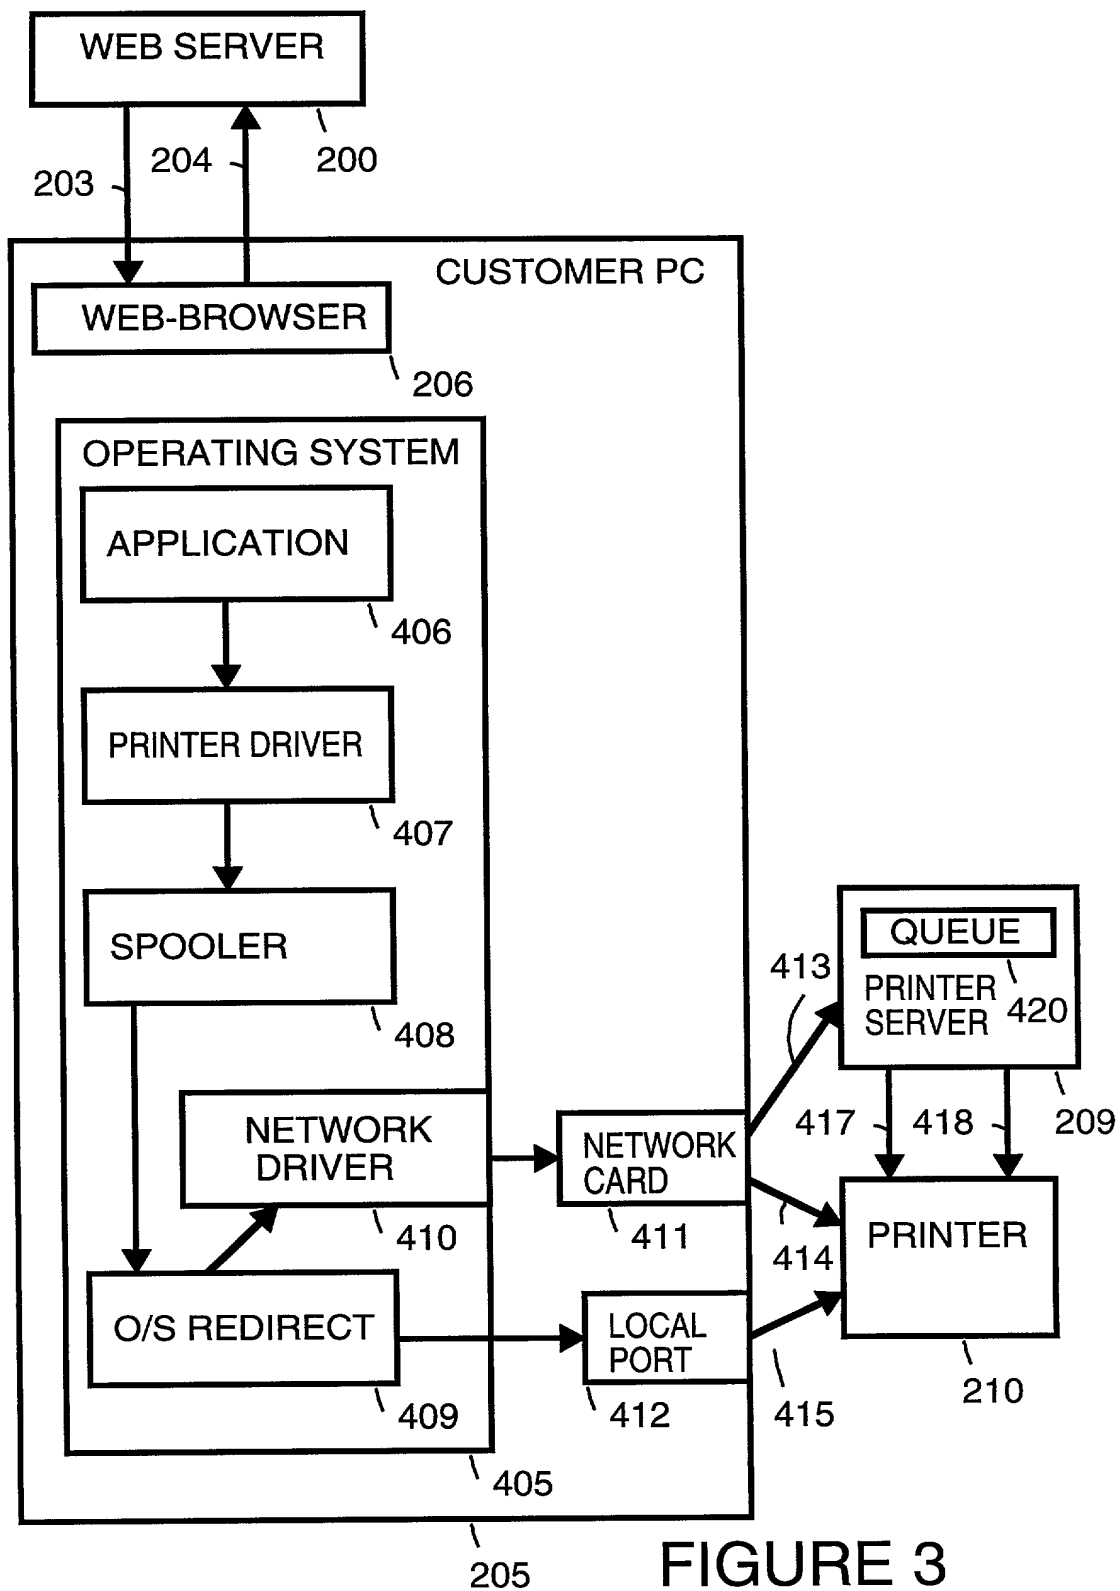 WEB SERVER
200
203
204
CUSTOMER PC
WEB-BROWSER
206
OPERATING SYSTEM
APPLICATION
406
PRINTER DRIVER
407
SPOOLER
408
NETWORK
DRIVER
410
O/S REDIRECT
409
405
205
NETWORK
CARD
411
LOCAL
PORT
412
413
414
415
QUEUE
420
PRINTER
SERVER
209
417
418
PRINTER
210
FIGURE 3